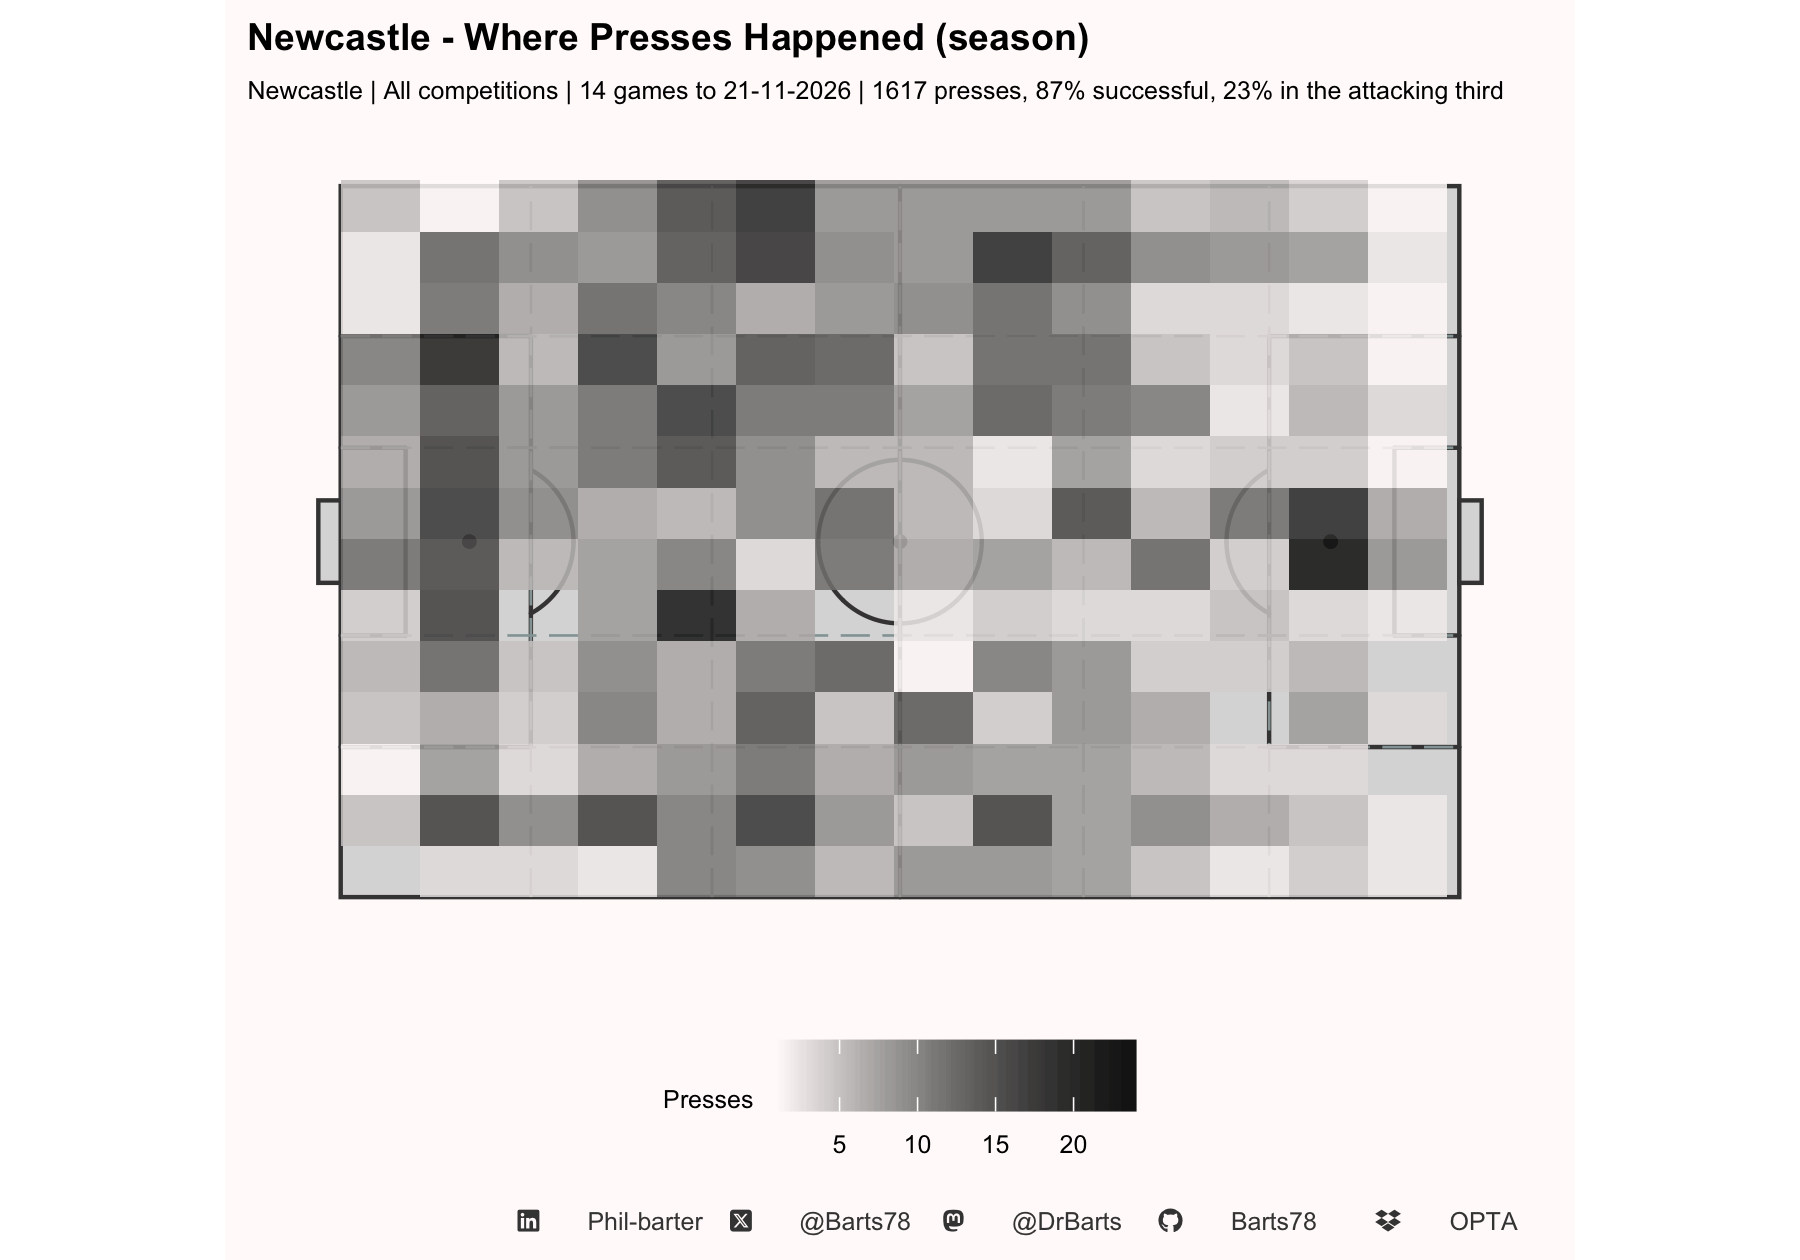 Newcastle - Where Presses Happened (season)
Newcastle | All competitions | 14 games to 21-11-2026 | 1617 presses, 87% successful, 23% in the attacking third
Presses
5 10 15 20
Phil-barter @Barts78 @DrBarts Barts78 OPTA